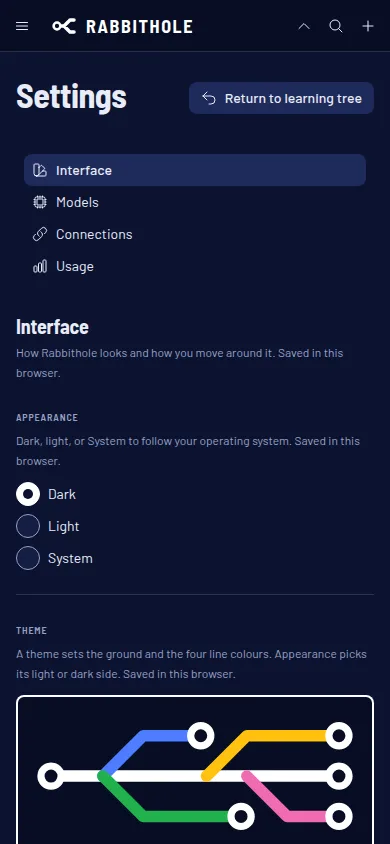 RABBITHOLE
Settings
Return to learning tree
Interface
Models
Connections
Usage
Interface
How Rabbithole looks and how you move around it. Saved in this
browser.
APPEARANCE
Dark, light, or System to follow your operating system. Saved in this
browser.
Dark
Light
System
THEME
A theme sets the ground and the four line colours. Appearance picks
its light or dark side. Saved in this browser.